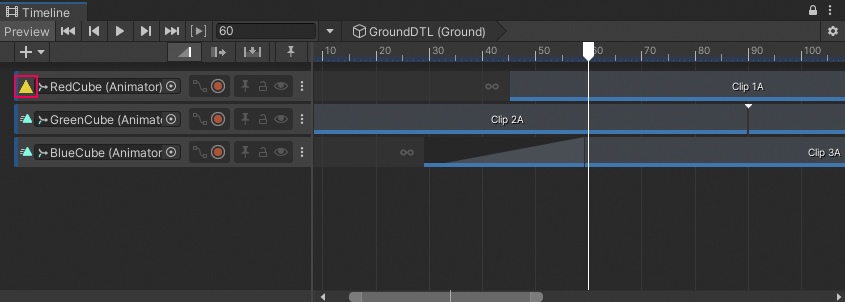 Timeline
Preview 60 GroundDTL (Ground)
10 20 30 40 50 60 70 80 90 100
RedCube (Animator) Clip 1A
GreenCube (Animat Clip 2A
BlueCube (Animator Clip 3A